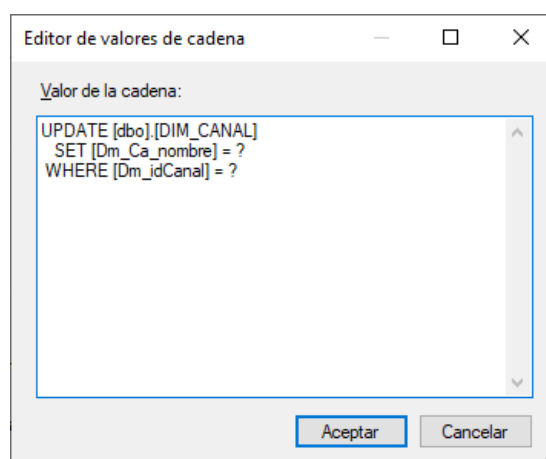 Editor de valores de cadena
Valor de la cadena:
UPDATE [dbo].[DIM_CANAL]
SET [Dm_Ca_nombre] = ?
WHERE [Dm_idCanal] = ?
Aceptar
Cancelar